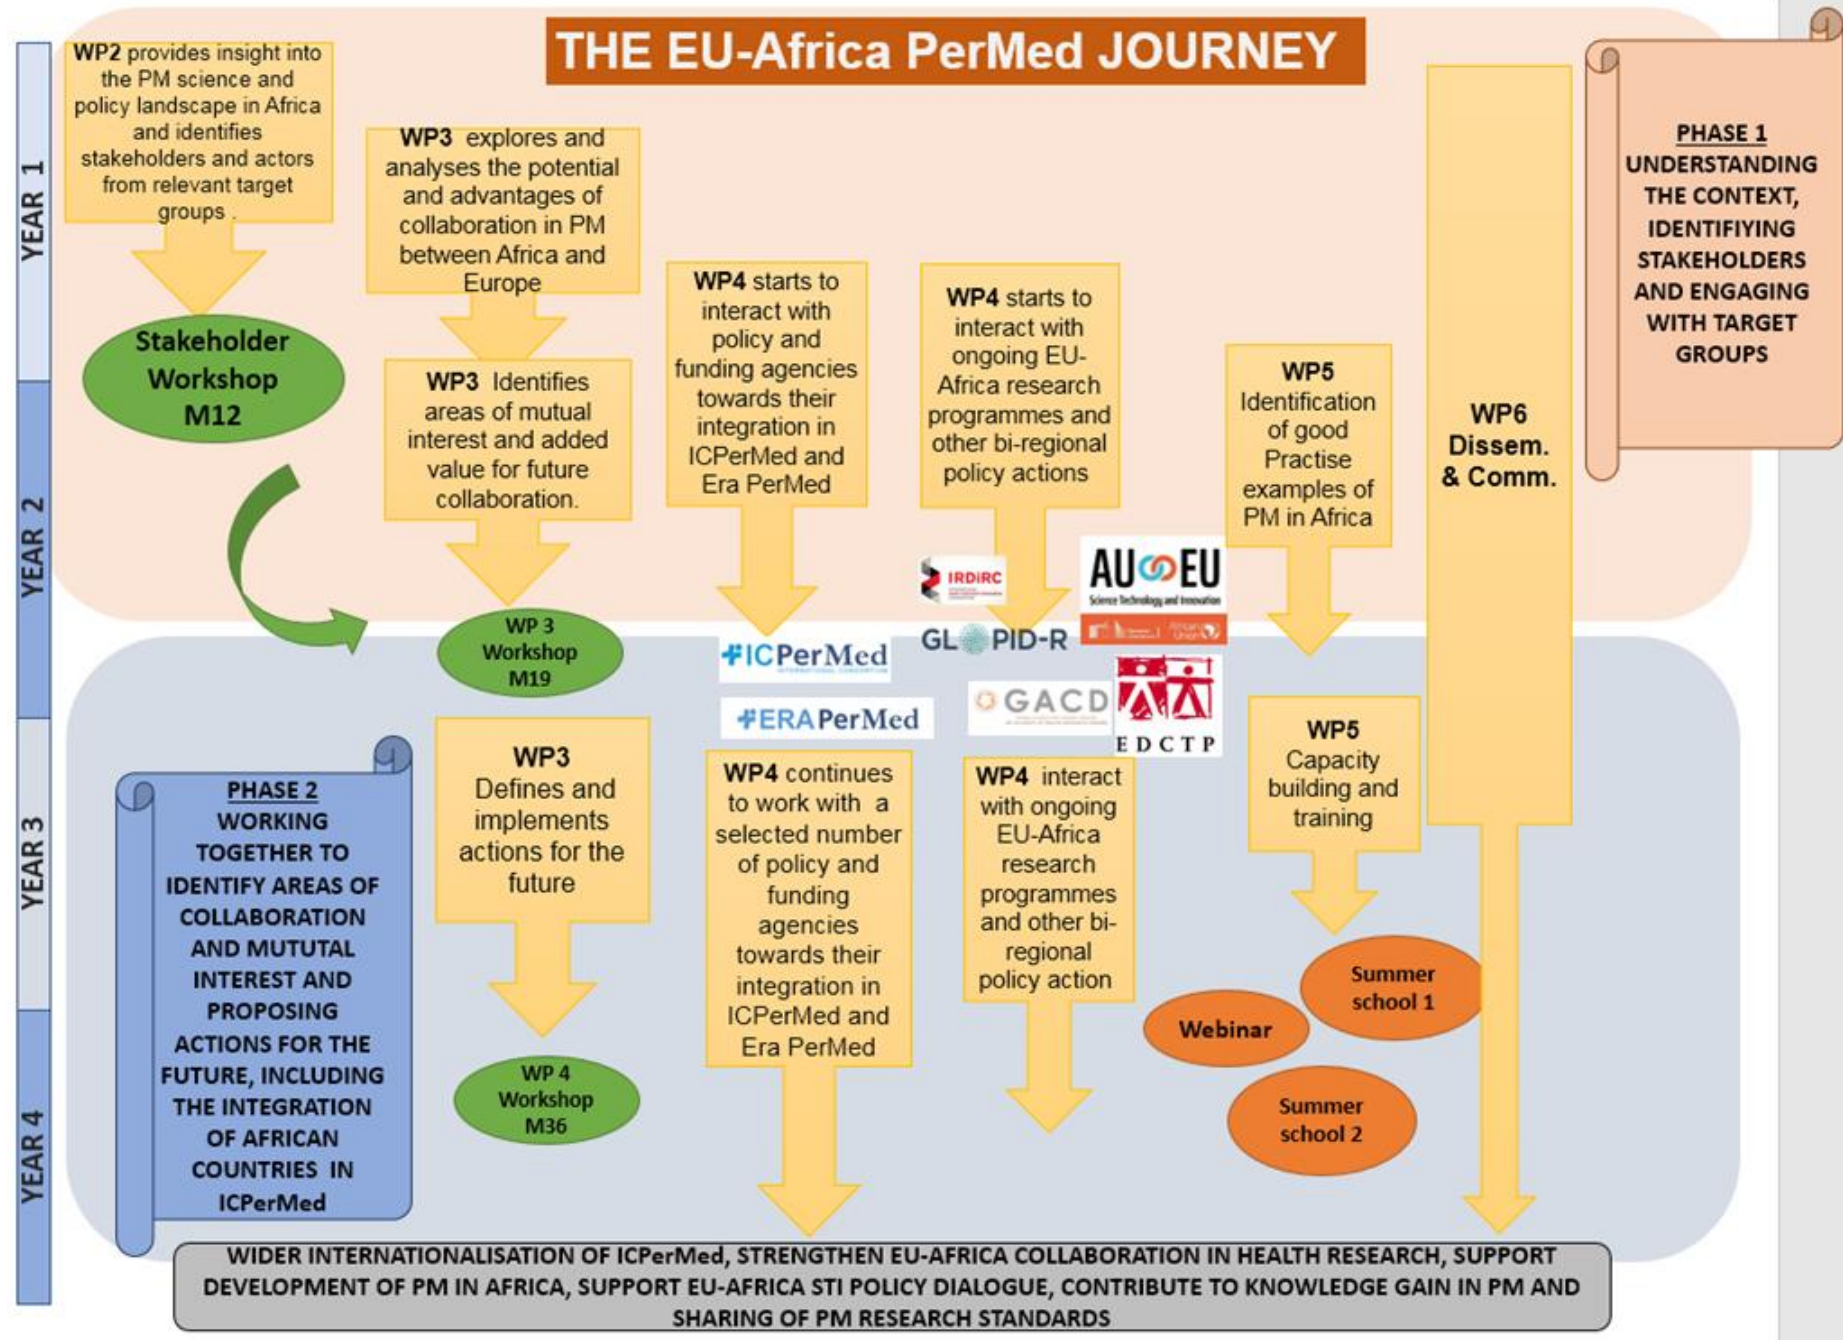 THE EU-Africa PerMed JOURNEY
YEAR 1
YEAR 2
YEAR 3
YEAR 4
WP2 provides insight into
the PM science and
policy landscape in Africa
and identifies
stakeholders and actors
from relevant target
groups .
Stakeholder
Workshop
M12
WP3 explores and
analyses the potential
and advantages of
collaboration in PM
between Africa and
Europe
WP3 Identifies
areas of mutual
interest and added
value for future
collaboration.
WP 3
Workshop
M19
WP4 starts to
interact with
policy and
funding agencies
towards their
integration in
ICPerMed and
Era PerMed
WP4 starts to
interact with
ongoing EU-
Africa research
programmes and
other bi-regional
policy actions
WP5
Identification
of good
Practise
examples of
PM in Africa
WP6
Dissem.
& Comm.
PHASE 1
UNDERSTANDING
THE CONTEXT,
IDENTIFIYING
STAKEHOLDERS
AND ENGAGING
WITH TARGET
GROUPS
ICPerMed
INTERNATIONAL CONSORTIUM
ERA PerMed
IRDiRC
GLOPID-R
AU EU
Science Technology and Innovation
African
Union
GACD
EDCTP
PHASE 2
WORKING
TOGETHER TO
IDENTIFY AREAS OF
COLLABORATION
AND MUTUTAL
INTEREST AND
PROPOSING
ACTIONS FOR THE
FUTURE, INCLUDING
THE INTEGRATION
OF AFRICAN
COUNTRIES IN
ICPerMed
WP3
Defines and
implements
actions for the
future
WP 4
Workshop
M36
WP4 continues
to work with a
selected number
of policy and
funding
agencies
towards their
integration in
ICPerMed and
Era PerMed
WP4 interact
with ongoing
EU-Africa
research
programmes
and other bi-
regional
policy action
WP5
Capacity
building and
training
Summer
school 1
Webinar
Summer
school 2
WIDER INTERNATIONALISATION OF ICPerMed, STRENGTHEN EU-AFRICA COLLABORATION IN HEALTH RESEARCH, SUPPORT
DEVELOPMENT OF PM IN AFRICA, SUPPORT EU-AFRICA STI POLICY DIALOGUE, CONTRIBUTE TO KNOWLEDGE GAIN IN PM AND
SHARING OF PM RESEARCH STANDARDS